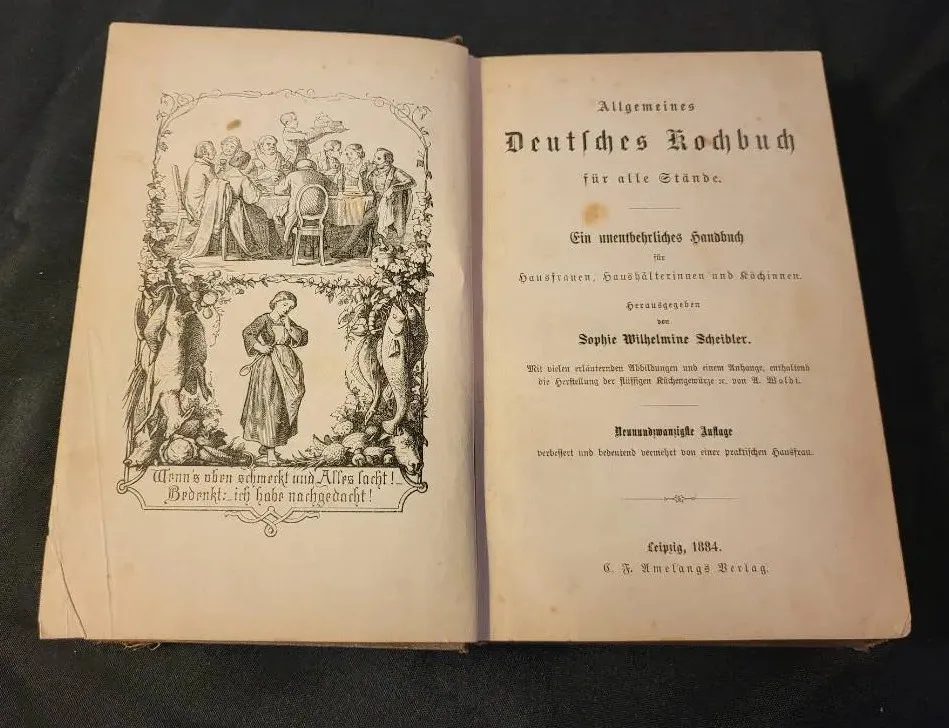 Wenn's oben schmeckt und Alles lacht!_
Bedenkt:_ich habe nachgedacht!
Allgemeines
Deutsches Kochbuch
für alle Stände.
Ein unentbehrliches Handbuch
für
Hausfrauen, Haushälterinnen und Köchinnen.
Herausgegeben
von
Sophie Wilhelmine Scheibler.
Mit vielen erläuternden Abbildungen und einem Anhange, enthaltend
die Herstellung der flüssigen Küchengewürze ꝛc. von A. Woldt.
Neunundzwanzigste Auflage
verbessert und bedeutend vermehrt von einer praktischen Hausfrau.
Leipzig, 1884.
C. F. Amelangs Verlag.